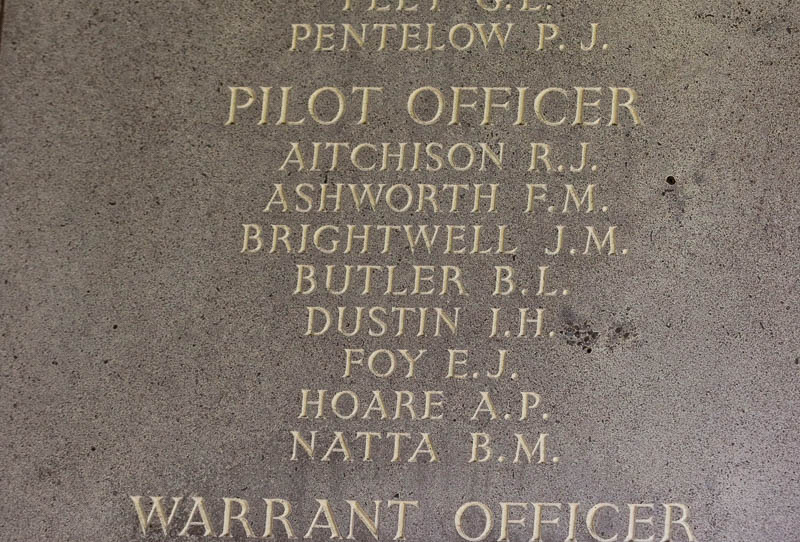 G.L.
PENTELOW P. J.
PILOT OFFICER
AITCHISON R.J.
ASHWORTH F.M.
BRIGHTWELL J.M.
BUTLER B.L.
DUSTIN I.H.
FOY E.J.
HOARE A.P.
NATTA B.M.
WARRANT OFFICER